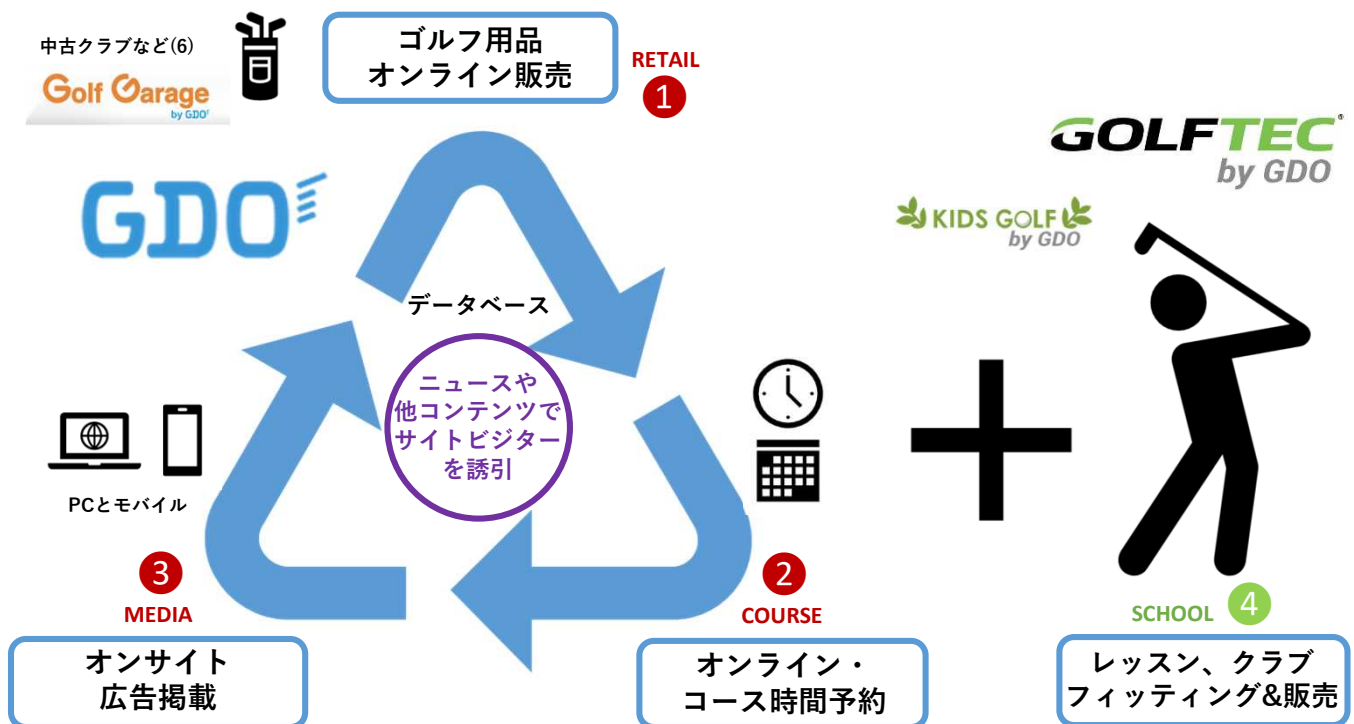 中古クラブなど(6)
Golf Garage
by GDO
ゴルフ用品
オンライン販売
RETAIL
1
GDO
GOLFTEC
by GDO
KIDS GOLF
by GDO
データベース
ニュースや
他コンテンツで
サイトビジター
を誘引
PCとモバイル
3
MEDIA
オンサイト
広告掲載
2
COURSE
オンライン・
コース時間予約
SCHOOL 4
レッスン、クラブ
フィッティング&販売